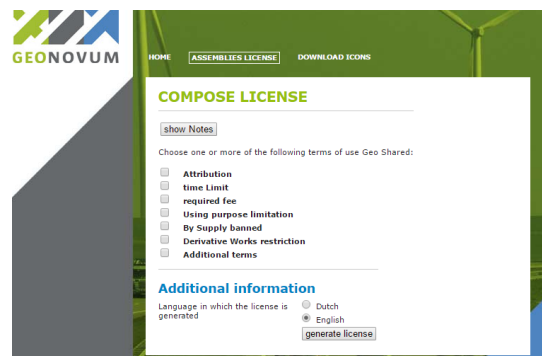 GEONOVUM
HOME ASSEMBLIES LICENSE DOWNLOAD ICONS
COMPOSE LICENSE
show Notes
Choose one or more of the following terms of use Geo Shared:
Attribution
time Limit
required fee
Using purpose limitation
By Supply banned
Derivative Works restriction
Additional terms
Additional information
Language in which the license is
generated
Dutch
English
generate license